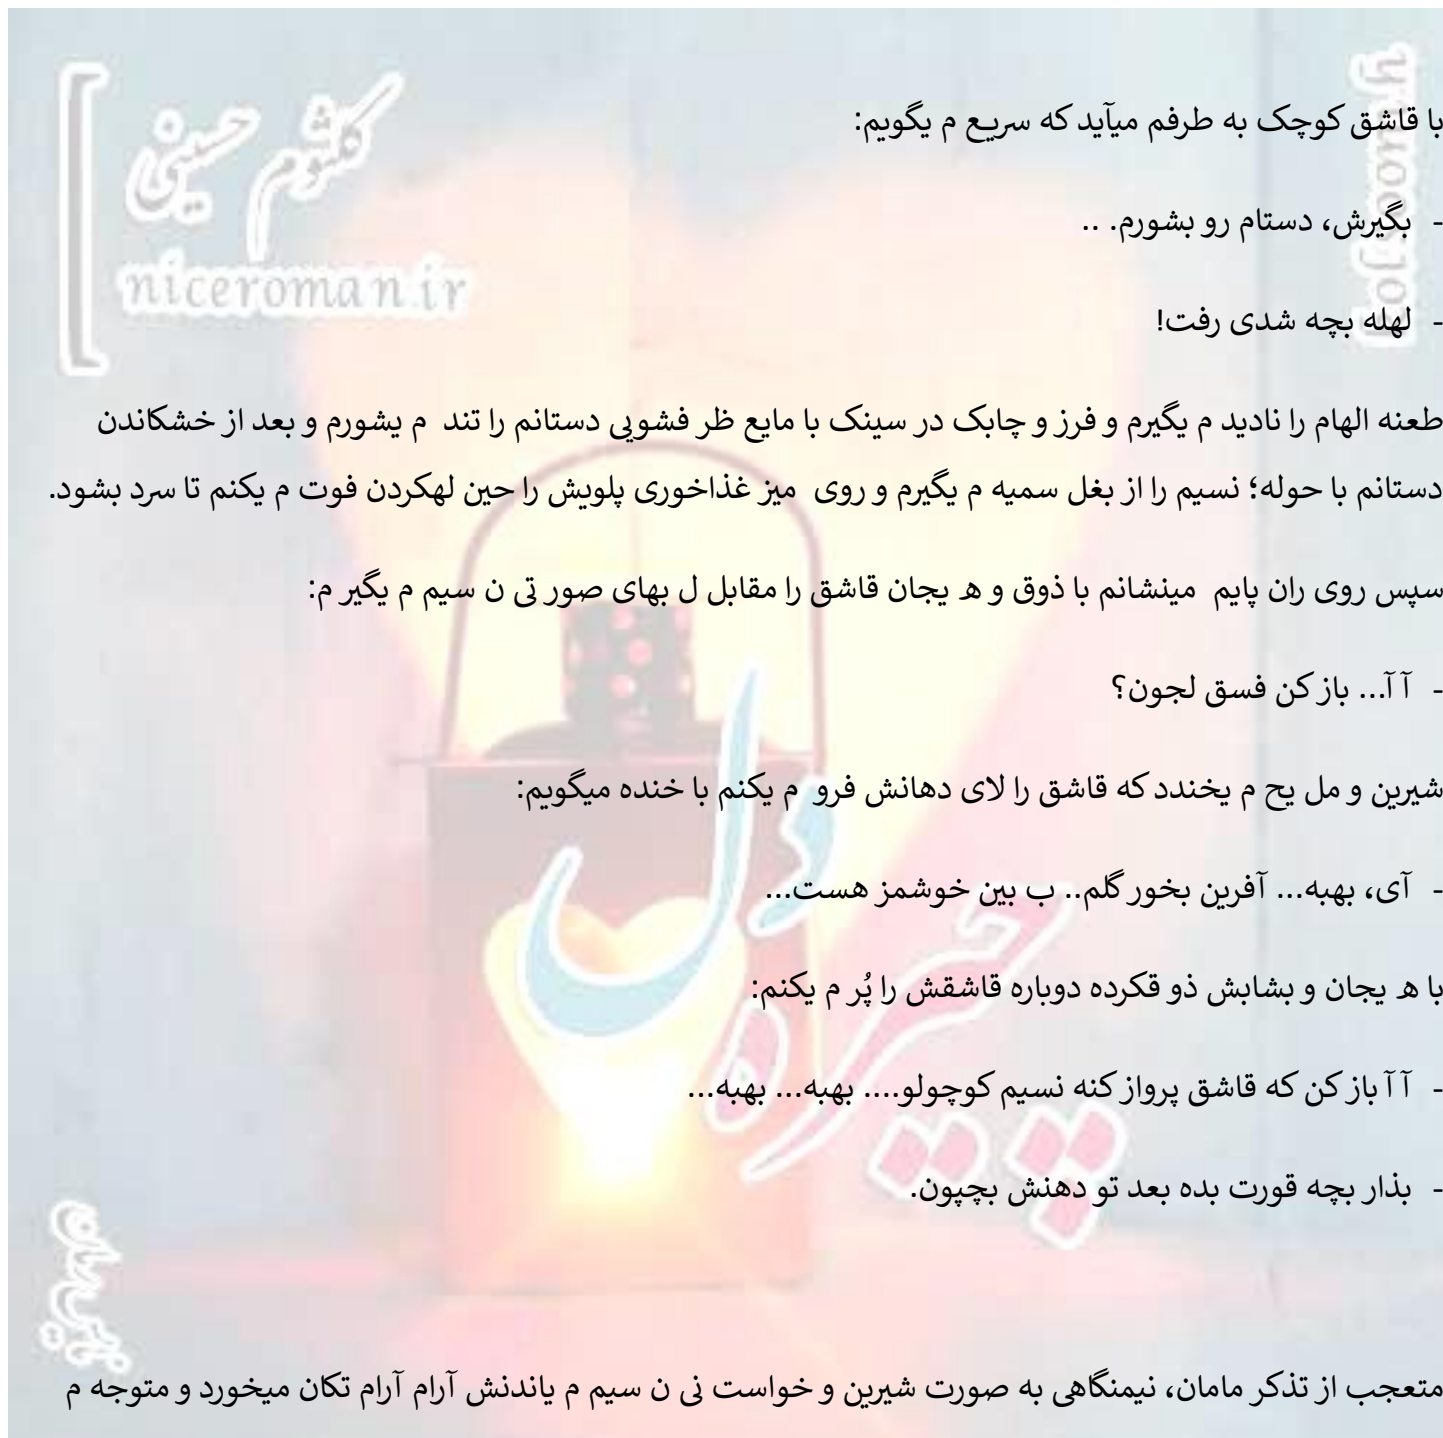 کلثوم حسینی
niceroman.ir
با قاشق کوچک به طرفم میآید که سریع م یگویم:
- بگیرش، دستام رو بشورم. ..
- لهله بچه شدی رفت!
طعنه الهام را نادید م یگیرم و فرز و چابک در سینک با مایع ظر فشویی دستانم را تند م یشورم و بعد از خشکاندن
دستانم با حوله؛ نسیم را از بغل سمیه م یگیرم و روی میز غذاخوری پلویش را حین لهکردن فوت م یکنم تا سرد بشود.
سپس روی ران پایم مینشانم با ذوق و ه یجان قاشق را مقابل ل بهای صور تی ن سیم م یگیر م:
- آ آ... باز کن فسق لجون؟
شیرین و مل یح م یخندد که قاشق را لای دهانش فرو م یکنم با خنده میگویم:
- آی، بهبه... آفرین بخور گلم.. ب بین خوشمز هست...
با ه یجان و بشابش ذو قکرده دوباره قاشقش را پُر م یکنم:
- آ آ باز کن که قاشق پرواز کنه نسیم کوچولو.... بهبه... بهبه...
- بذار بچه قورت بده بعد تو دهنش بچپون.
متعجب از تذکر مامان، نیمنگاهی به صورت شیرین و خواست نی ن سیم م یاندنش آرام آرام تکان میخورد و متوجه م
چیره دل